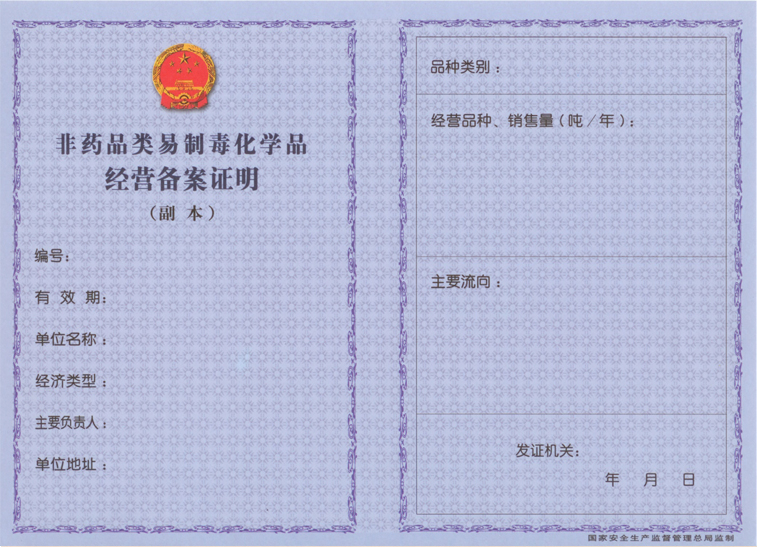 非药品类易制毒化学品
经营备案证明
（副 本）
编号：
有 效 期：
单位名称：
经济类型：
主要负责人：
单位地址：
品种类别：
经营品种、销售量（吨／年）：
主要流向：
发证机关：
年 月 日
国家安全生产监督管理总局监制